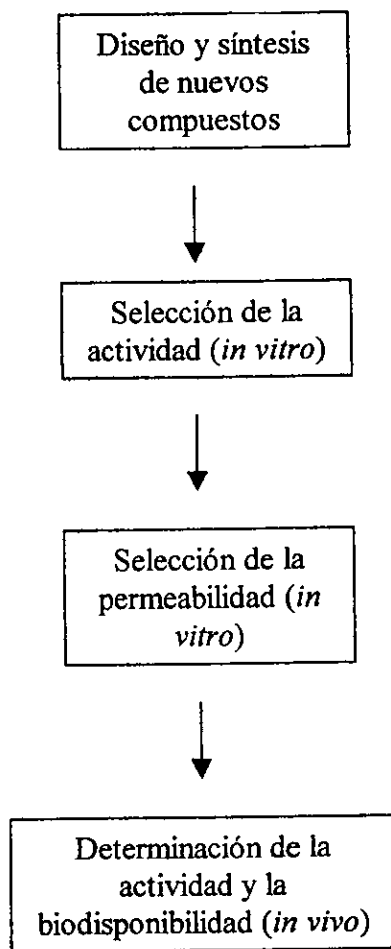 Diseño y síntesis
de nuevos
compuestos
Selección de la
actividad (in vitro)
Selección de la
permeabilidad (in
vitro)
Determinación de la
actividad y la
biodisponibilidad (in vivo)